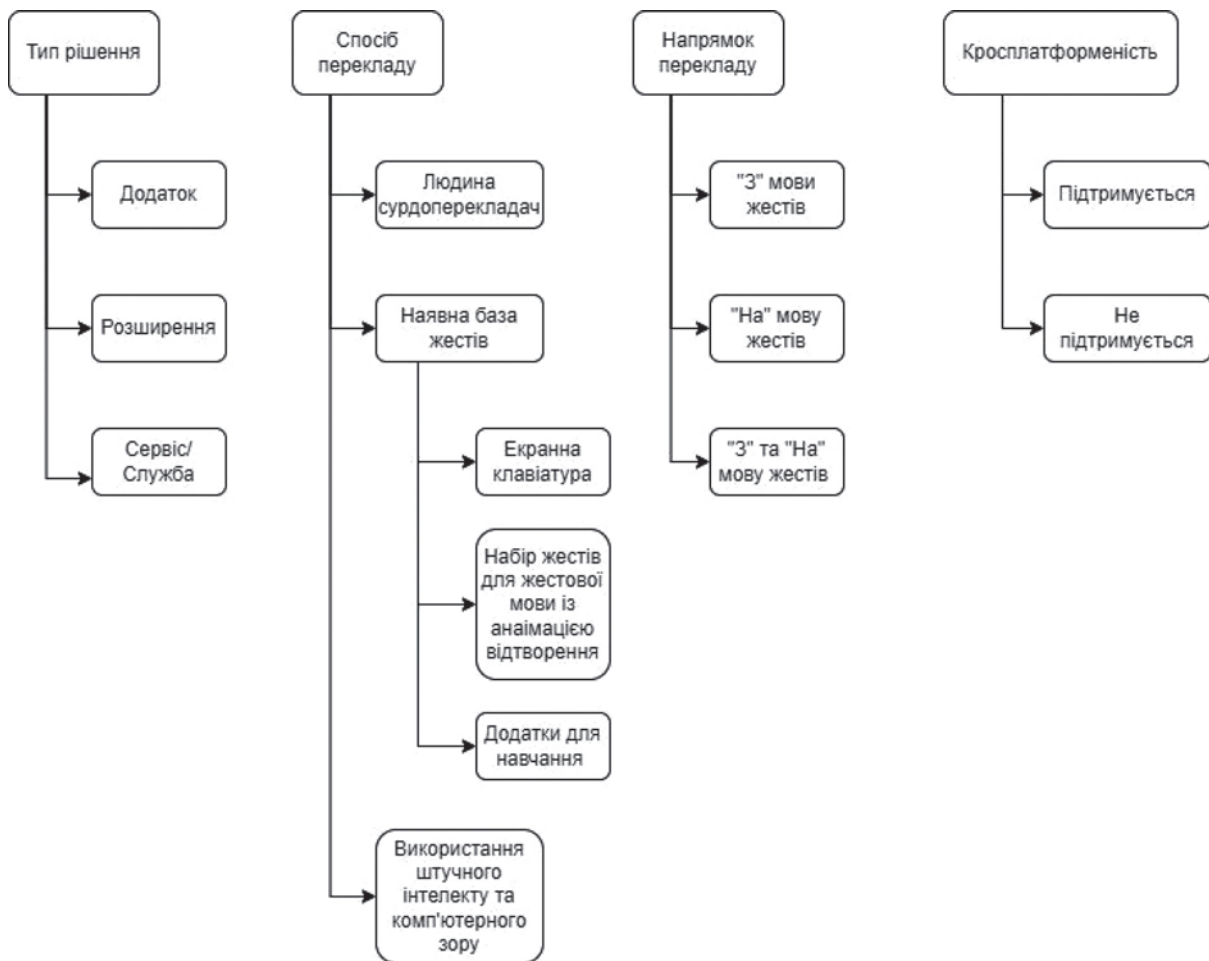 Тип рішення
Додаток
Розширення
Сервіс/
Служба
Спосіб
перекладу
Людина
сурдоперекладач
Наявна база
жестів
Екранна
клавіатура
Набір жестів
для жестової
мови із
анаімацією
відтворення
Додатки для
навчання
Використання
штучного
інтелекту та
комп'ютерного
зору
Напрямок
перекладу
"З" мови
жестів
"На" мову
жестів
"З" та "На"
мову жестів
Кросплатформеність
Підтримується
Не
підтримується